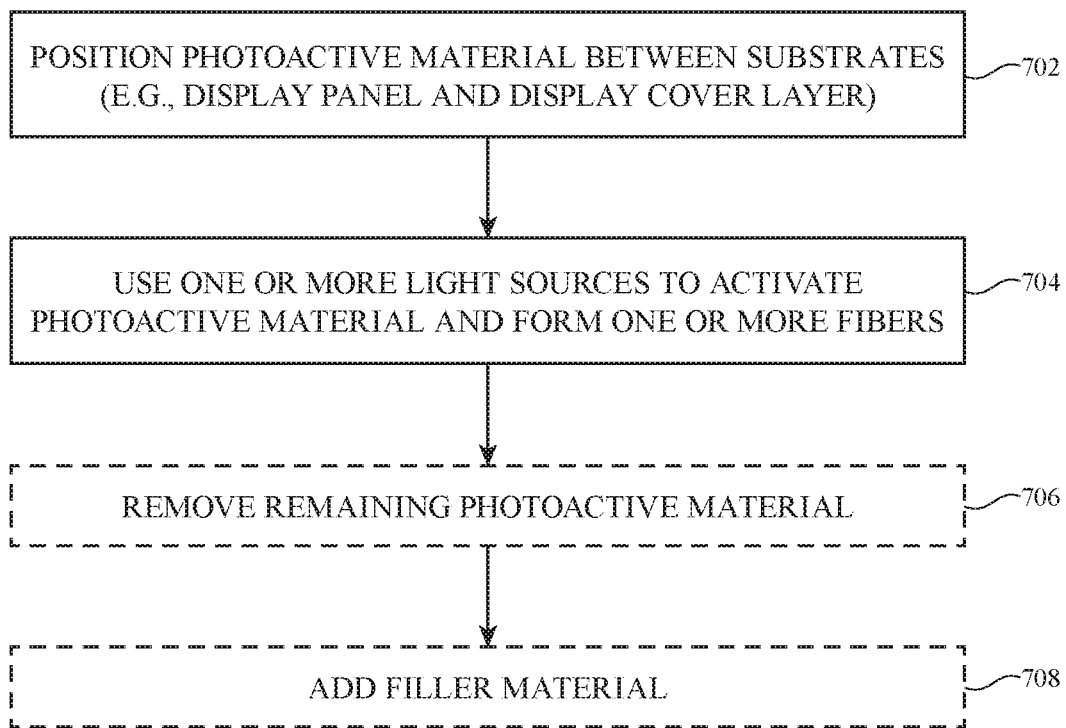 POSITION PHOTOACTIVE MATERIAL BETWEEN SUBSTRATES
(E.G., DISPLAY PANEL AND DISPLAY COVER LAYER)
702
USE ONE OR MORE LIGHT SOURCES TO ACTIVATE
PHOTOACTIVE MATERIAL AND FORM ONE OR MORE FIBERS
704
REMOVE REMAINING PHOTOACTIVE MATERIAL
706
ADD FILLER MATERIAL
708